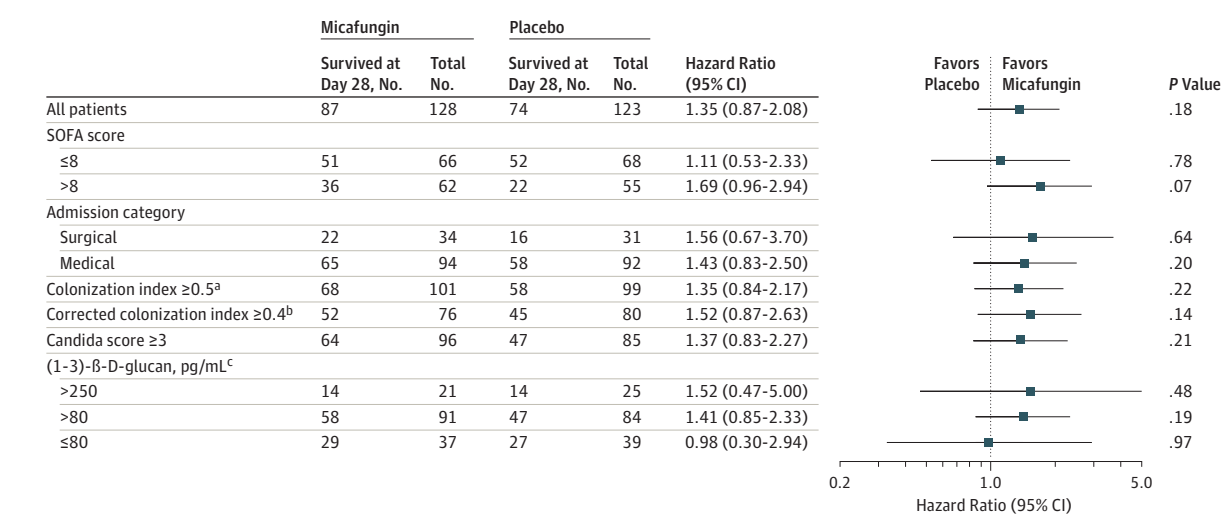 Micafungin Placebo
Survived at Day 28, No. Total No. Survived at Day 28, No. Total No. Hazard Ratio (95% CI) Favors Placebo Favors Micafungin P Value
All patients 87 128 74 123 1.35 (0.87-2.08) .18
SOFA score
≤8 51 66 52 68 1.11 (0.53-2.33) .78
>8 36 62 22 55 1.69 (0.96-2.94) .07
Admission category
Surgical 22 34 16 31 1.56 (0.67-3.70) .64
Medical 65 94 58 92 1.43 (0.83-2.50) .20
Colonization index ≥0.5a 68 101 58 99 1.35 (0.84-2.17) .22
Corrected colonization index ≥0.4b 52 76 45 80 1.52 (0.87-2.63) .14
Candida score ≥3 64 96 47 85 1.37 (0.83-2.27) .21
(1-3)-ß-D-glucan, pg/mLc
>250 14 21 14 25 1.52 (0.47-5.00) .48
>80 58 91 47 84 1.41 (0.85-2.33) .19
≤80 29 37 27 39 0.98 (0.30-2.94) .97
0.2 1.0 5.0
Hazard Ratio (95% CI)